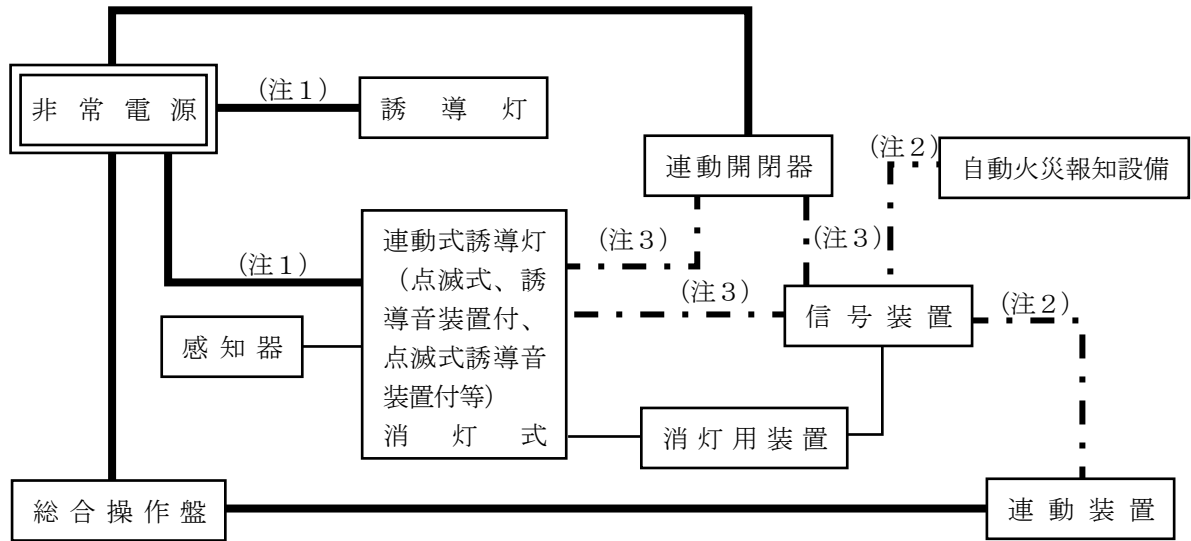 非常電源
(注１)
誘導灯
連動開閉器
(注２)
自動火災報知設備
連動式誘導灯
（点滅式、誘
導音装置付、
点滅式誘導音
装置付等）
消灯式
(注３)
(注３)
(注１)
(注３)
信号装置
(注２)
感知器
消灯用装置
総合操作盤
連動装置